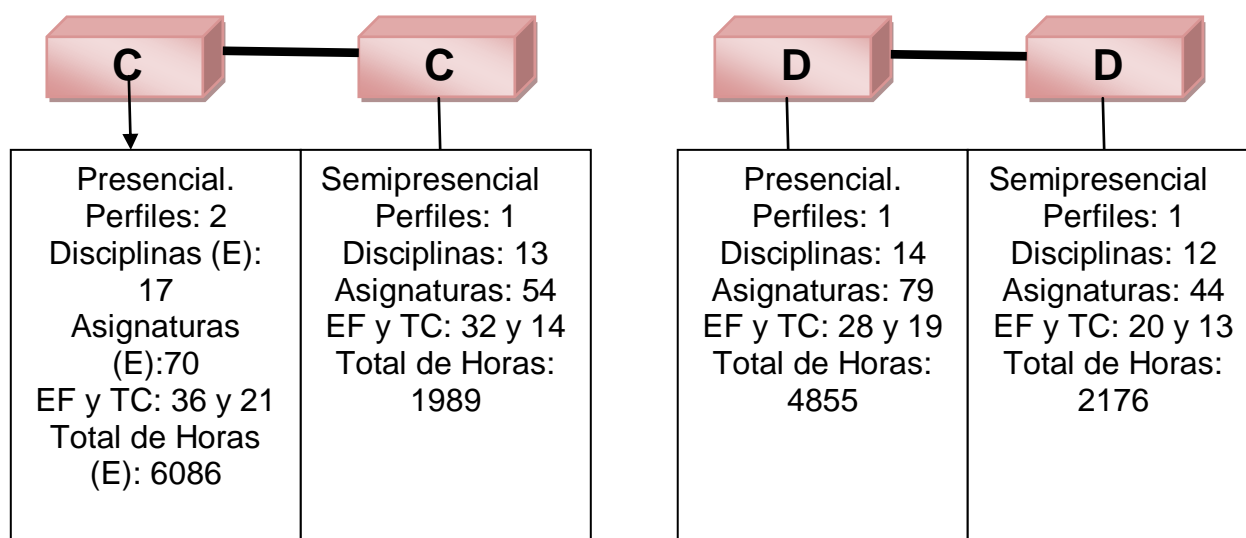 C
C
D
D
Presencial.
Perfiles: 2
Disciplinas (E):
17
Asignaturas
(E):70
EF y TC: 36 y 21
Total de Horas
(E): 6086
Semipresencial
Perfiles: 1
Disciplinas: 13
Asignaturas: 54
EF y TC: 32 y 14
Total de Horas:
1989
Presencial.
Perfiles: 1
Disciplinas: 14
Asignaturas: 79
EF y TC: 28 y 19
Total de Horas:
4855
Semipresencial
Perfiles: 1
Disciplinas: 12
Asignaturas: 44
EF y TC: 20 y 13
Total de Horas:
2176